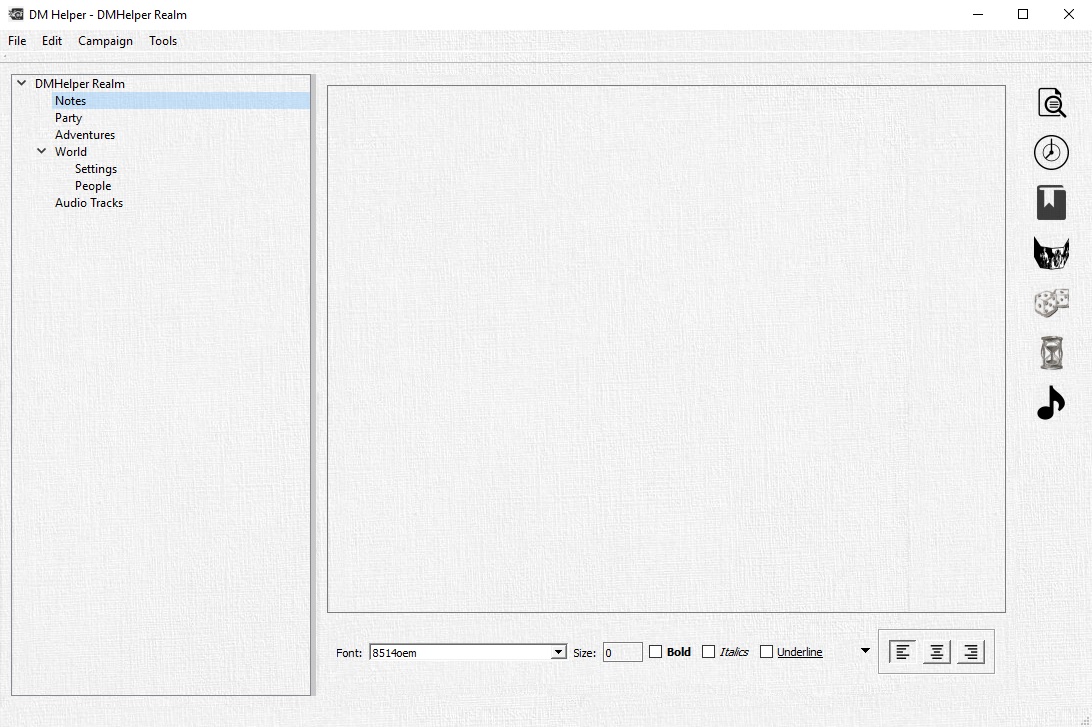 DM Helper - DMHelper Realm
File Edit Campaign Tools
DMHelper Realm
Notes
Party
Adventures
World
Settings
People
Audio Tracks
Font: 8514oem Size: 0 Bold Italics Underline